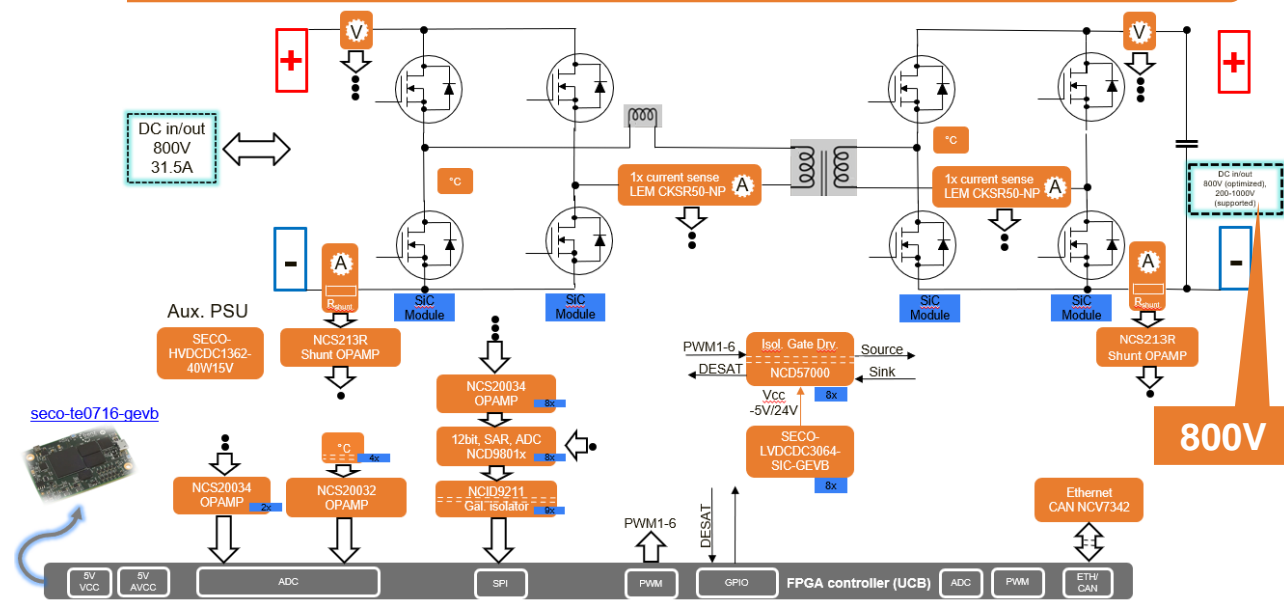 V
V
+
+
DC in/out
800V
31.5A
°C
°C
1x current sense
LEM CKSR50-NP
A
1x current sense
LEM CKSR50-NP
A
DC in/out
800V (optimized),
200-1000V
(supported)
-
-
A
A
Rshunt.
Rshunt.
SiC
Module
SiC
Module
SiC
Module
SiC
Module
Aux. PSU
SECO-
HVDCDC1362-
40W15V
NCS213R
Shunt OPAMP
NCS213R
Shunt OPAMP
PWM1-6
DESAT
Isol. Gate Drv.
NCD57000
8x
Source
Sink
Vcc
-5V/24V
NCS20034
OPAMP
8x
seco-te0716-gevb
800V
12bit, SAR, ADC
NCD9801x
8x
SECO-
LVDCDC3064-
SIC-GEVB
8x
°C
4x
NCS20034
OPAMP
2x
NCS20032
OPAMP
NCID9211
Gal. isolator
9x
Ethernet
CAN NCV7342
PWM1-6
DESAT
5V
VCC
5V
AVCC
ADC
SPI
PWM
GPIO
FPGA controller (UCB)
ADC
PWM
ETH/
CAN